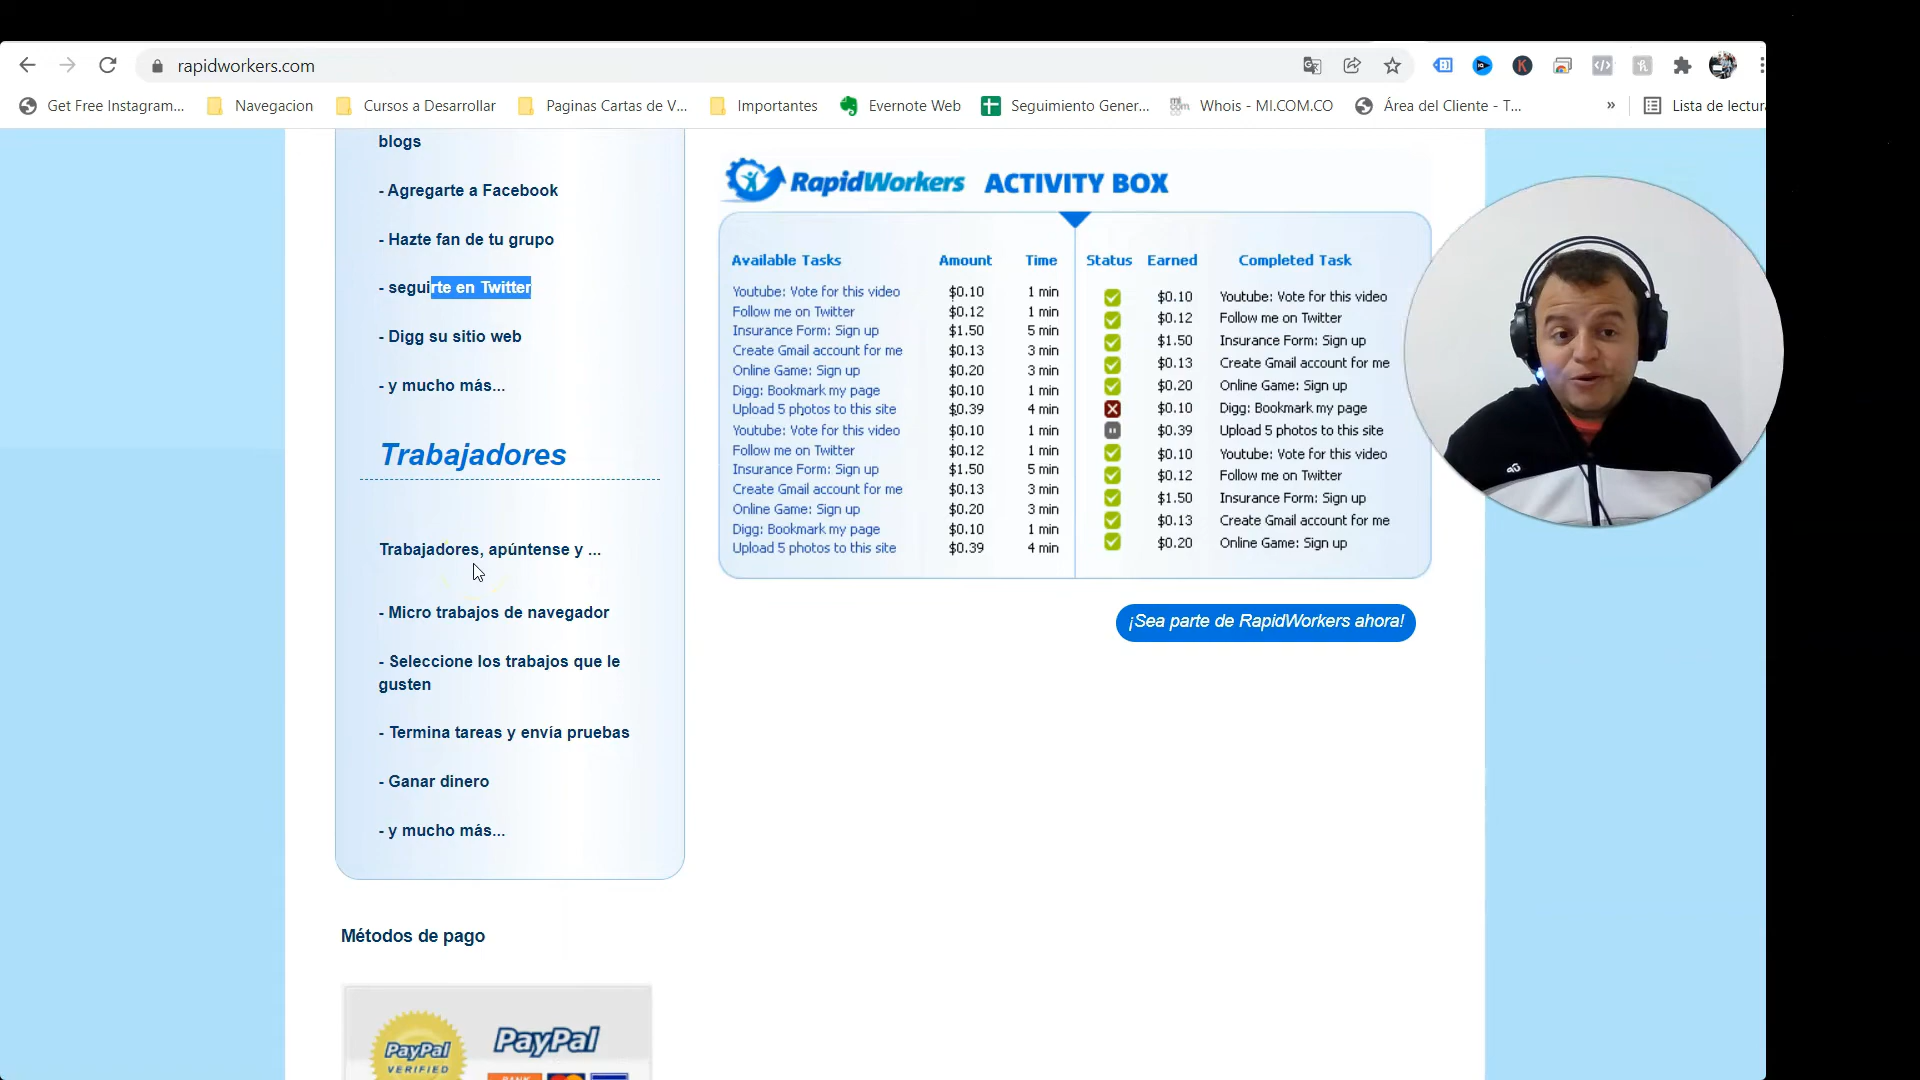 rapidworkers.com
Get Free Instagram...
Navegacion
Cursos a Desarrollar
Paginas Cartas de V...
Importantes
Evernote Web
Seguimiento Gener...
Whois - MI.COM.CO
Área del Cliente - T...
»
Lista de lectur
blogs
- Agregarte a Facebook
- Hazte fan de tu grupo
- seguirte en Twitter
- Digg su sitio web
- y mucho más...
Trabajadores
Trabajadores, apúntense y ...
- Micro trabajos de navegador
- Seleccione los trabajos que le
gusten
- Termina tareas y envía pruebas
- Ganar dinero
- y mucho más...
Métodos de pago
PayPal
VERIFIED
PayPal
BANK
RapidWorkers ACTIVITY BOX
Available Tasks Amount Time
Youtube: Vote for this video $0.10 1 min
Follow me on Twitter $0.12 1 min
Insurance Form: Sign up $1.50 5 min
Create Gmail account for me $0.13 3 min
Online Game: Sign up $0.20 3 min
Digg: Bookmark my page $0.10 1 min
Upload 5 photos to this site $0.39 4 min
Youtube: Vote for this video $0.10 1 min
Follow me on Twitter $0.12 1 min
Insurance Form: Sign up $1.50 5 min
Create Gmail account for me $0.13 3 min
Online Game: Sign up $0.20 3 min
Digg: Bookmark my page $0.10 1 min
Upload 5 photos to this site $0.39 4 min
Status Earned Completed Task
$0.10 Youtube: Vote for this video
$0.12 Follow me on Twitter
$1.50 Insurance Form: Sign up
$0.13 Create Gmail account for me
$0.20 Online Game: Sign up
$0.10 Digg: Bookmark my page
$0.39 Upload 5 photos to this site
$0.10 Youtube: Vote for this video
$0.12 Follow me on Twitter
$1.50 Insurance Form: Sign up
$0.13 Create Gmail account for me
$0.20 Online Game: Sign up
¡Sea parte de RapidWorkers ahora!